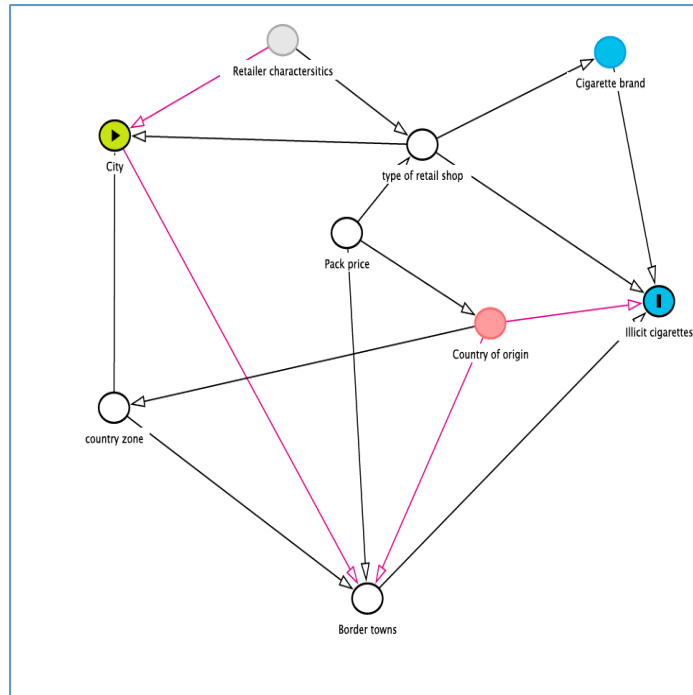 Retailer charactersitics
Cigarette brand
City
type of retail shop
Pack price
Illicit cigarettes
Country of origin
country zone
Border towns